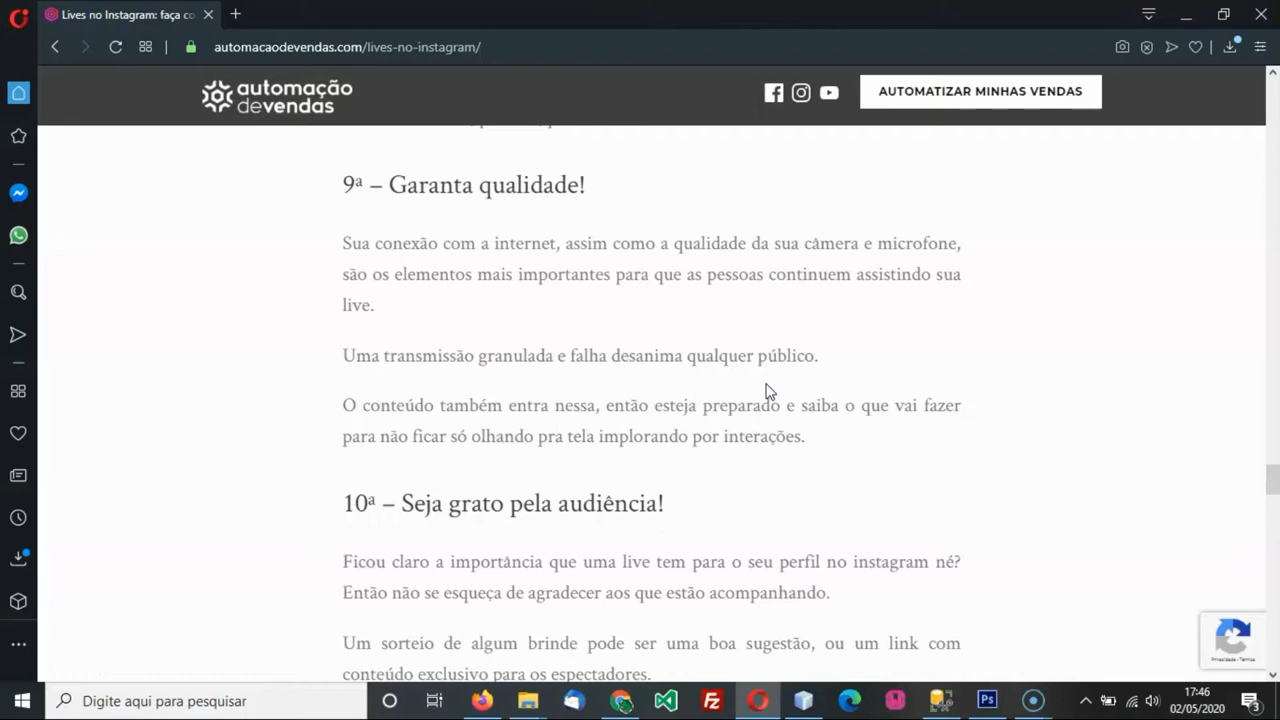 Lives no Instagram: faça co
automacaodevendas.com/lives-no-instagram/
automação
devendas
AUTOMATIZAR MINHAS VENDAS
9ª – Garanta qualidade!
Sua conexão com a internet, assim como a qualidade da sua câmera e microfone,
são os elementos mais importantes para que as pessoas continuem assistindo sua
live.
Uma transmissão granulada e falha desanima qualquer público.
O conteúdo também entra nessa, então esteja preparado e saiba o que vai fazer
para não ficar só olhando pra tela implorando por interações.
10ª – Seja grato pela audiência!
Ficou claro a importância que uma live tem para o seu perfil no instagram né?
Então não se esqueça de agradecer aos que estão acompanhando.
Um sorteio de algum brinde pode ser uma boa sugestão, ou um link com
conteúdo exclusivo para os espectadores.
Privacidade - Termos
Digite aqui para pesquisar
17:46
02/05/2020